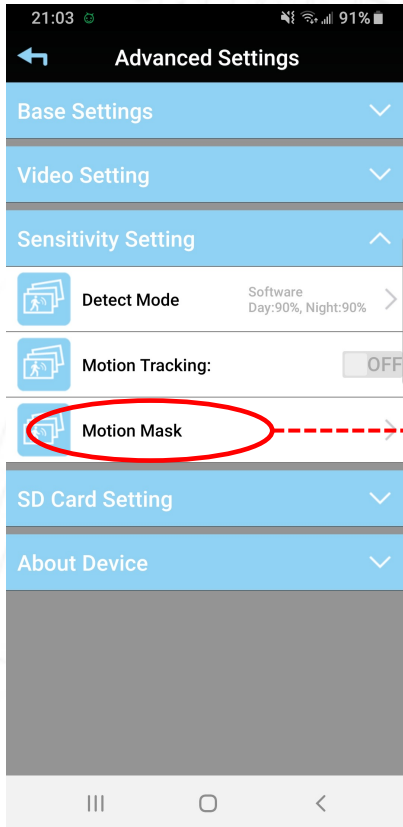 21:03 91%
Advanced Settings
Base Settings
Video Setting
Sensitivity Setting
Detect Mode
Software
Day:90%, Night:90%
Motion Tracking:
OFF
Motion Mask
SD Card Setting
About Device